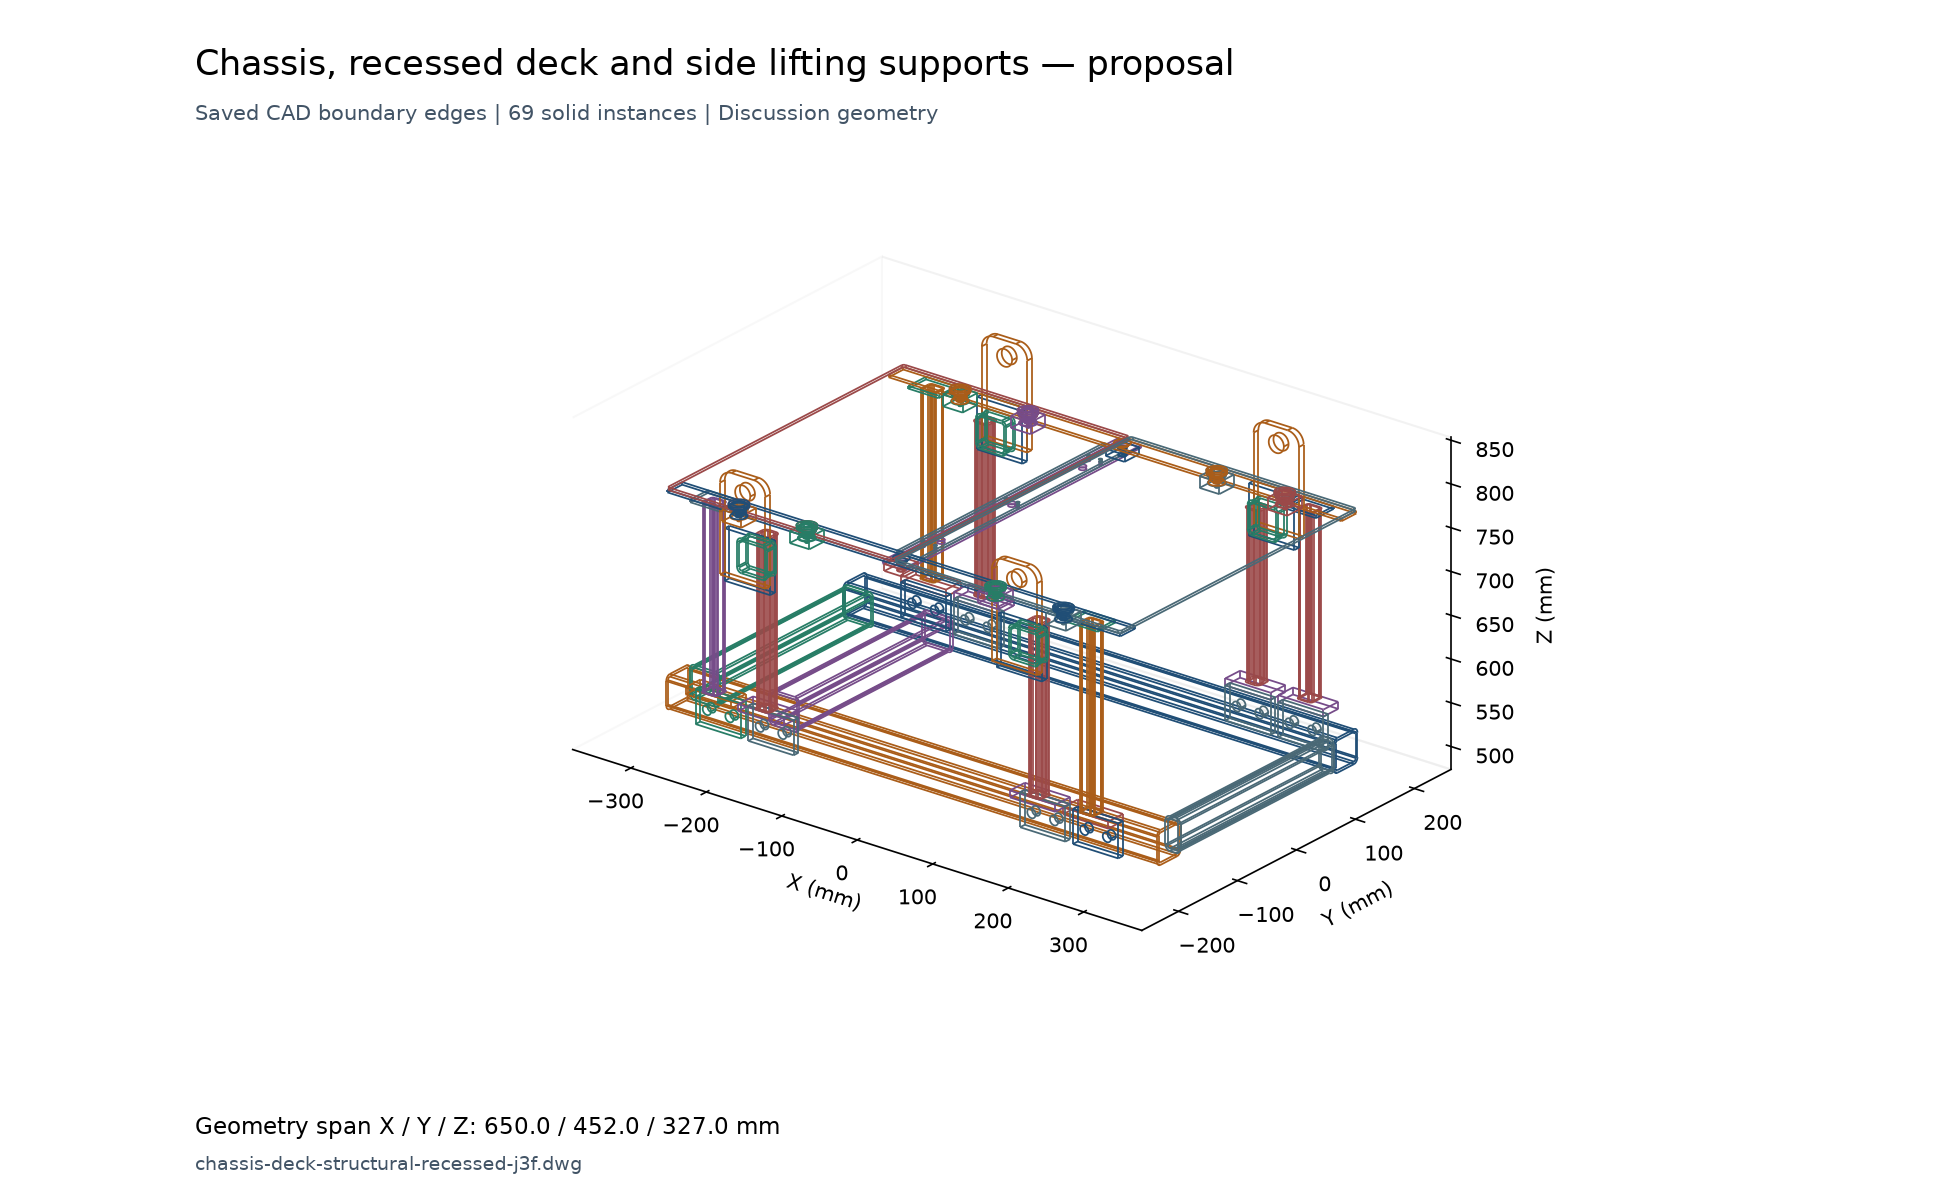 Chassis, recessed deck and side lifting supports — proposal
Saved CAD boundary edges | 69 solid instances | Discussion geometry
850
800
750
700
650
600
550
500
Z (mm)
−300
−200
−100
0
100
200
300
X (mm)
200
100
0
−100
−200
Y (mm)
Geometry span X / Y / Z: 650.0 / 452.0 / 327.0 mm
chassis-deck-structural-recessed-j3f.dwg